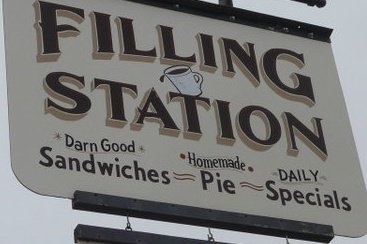 FILLING
STATION
Darn Good Homemade DAILY
Sandwiches ~ Pie ~ Specials